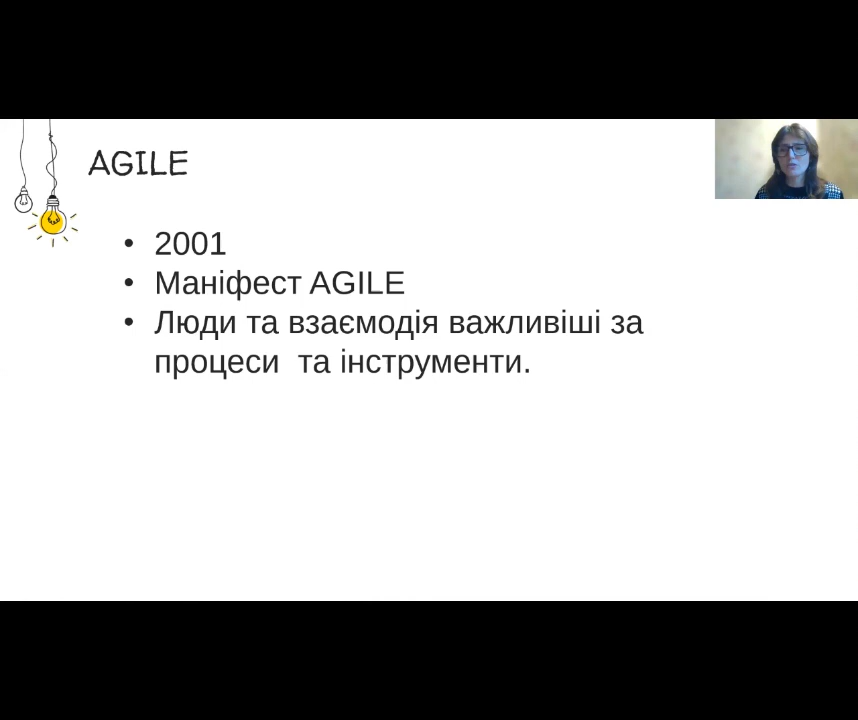 AGILE
• 2001
• Маніфест AGILE
• Люди та взаємодія важливіші за
процеси  та інструменти.